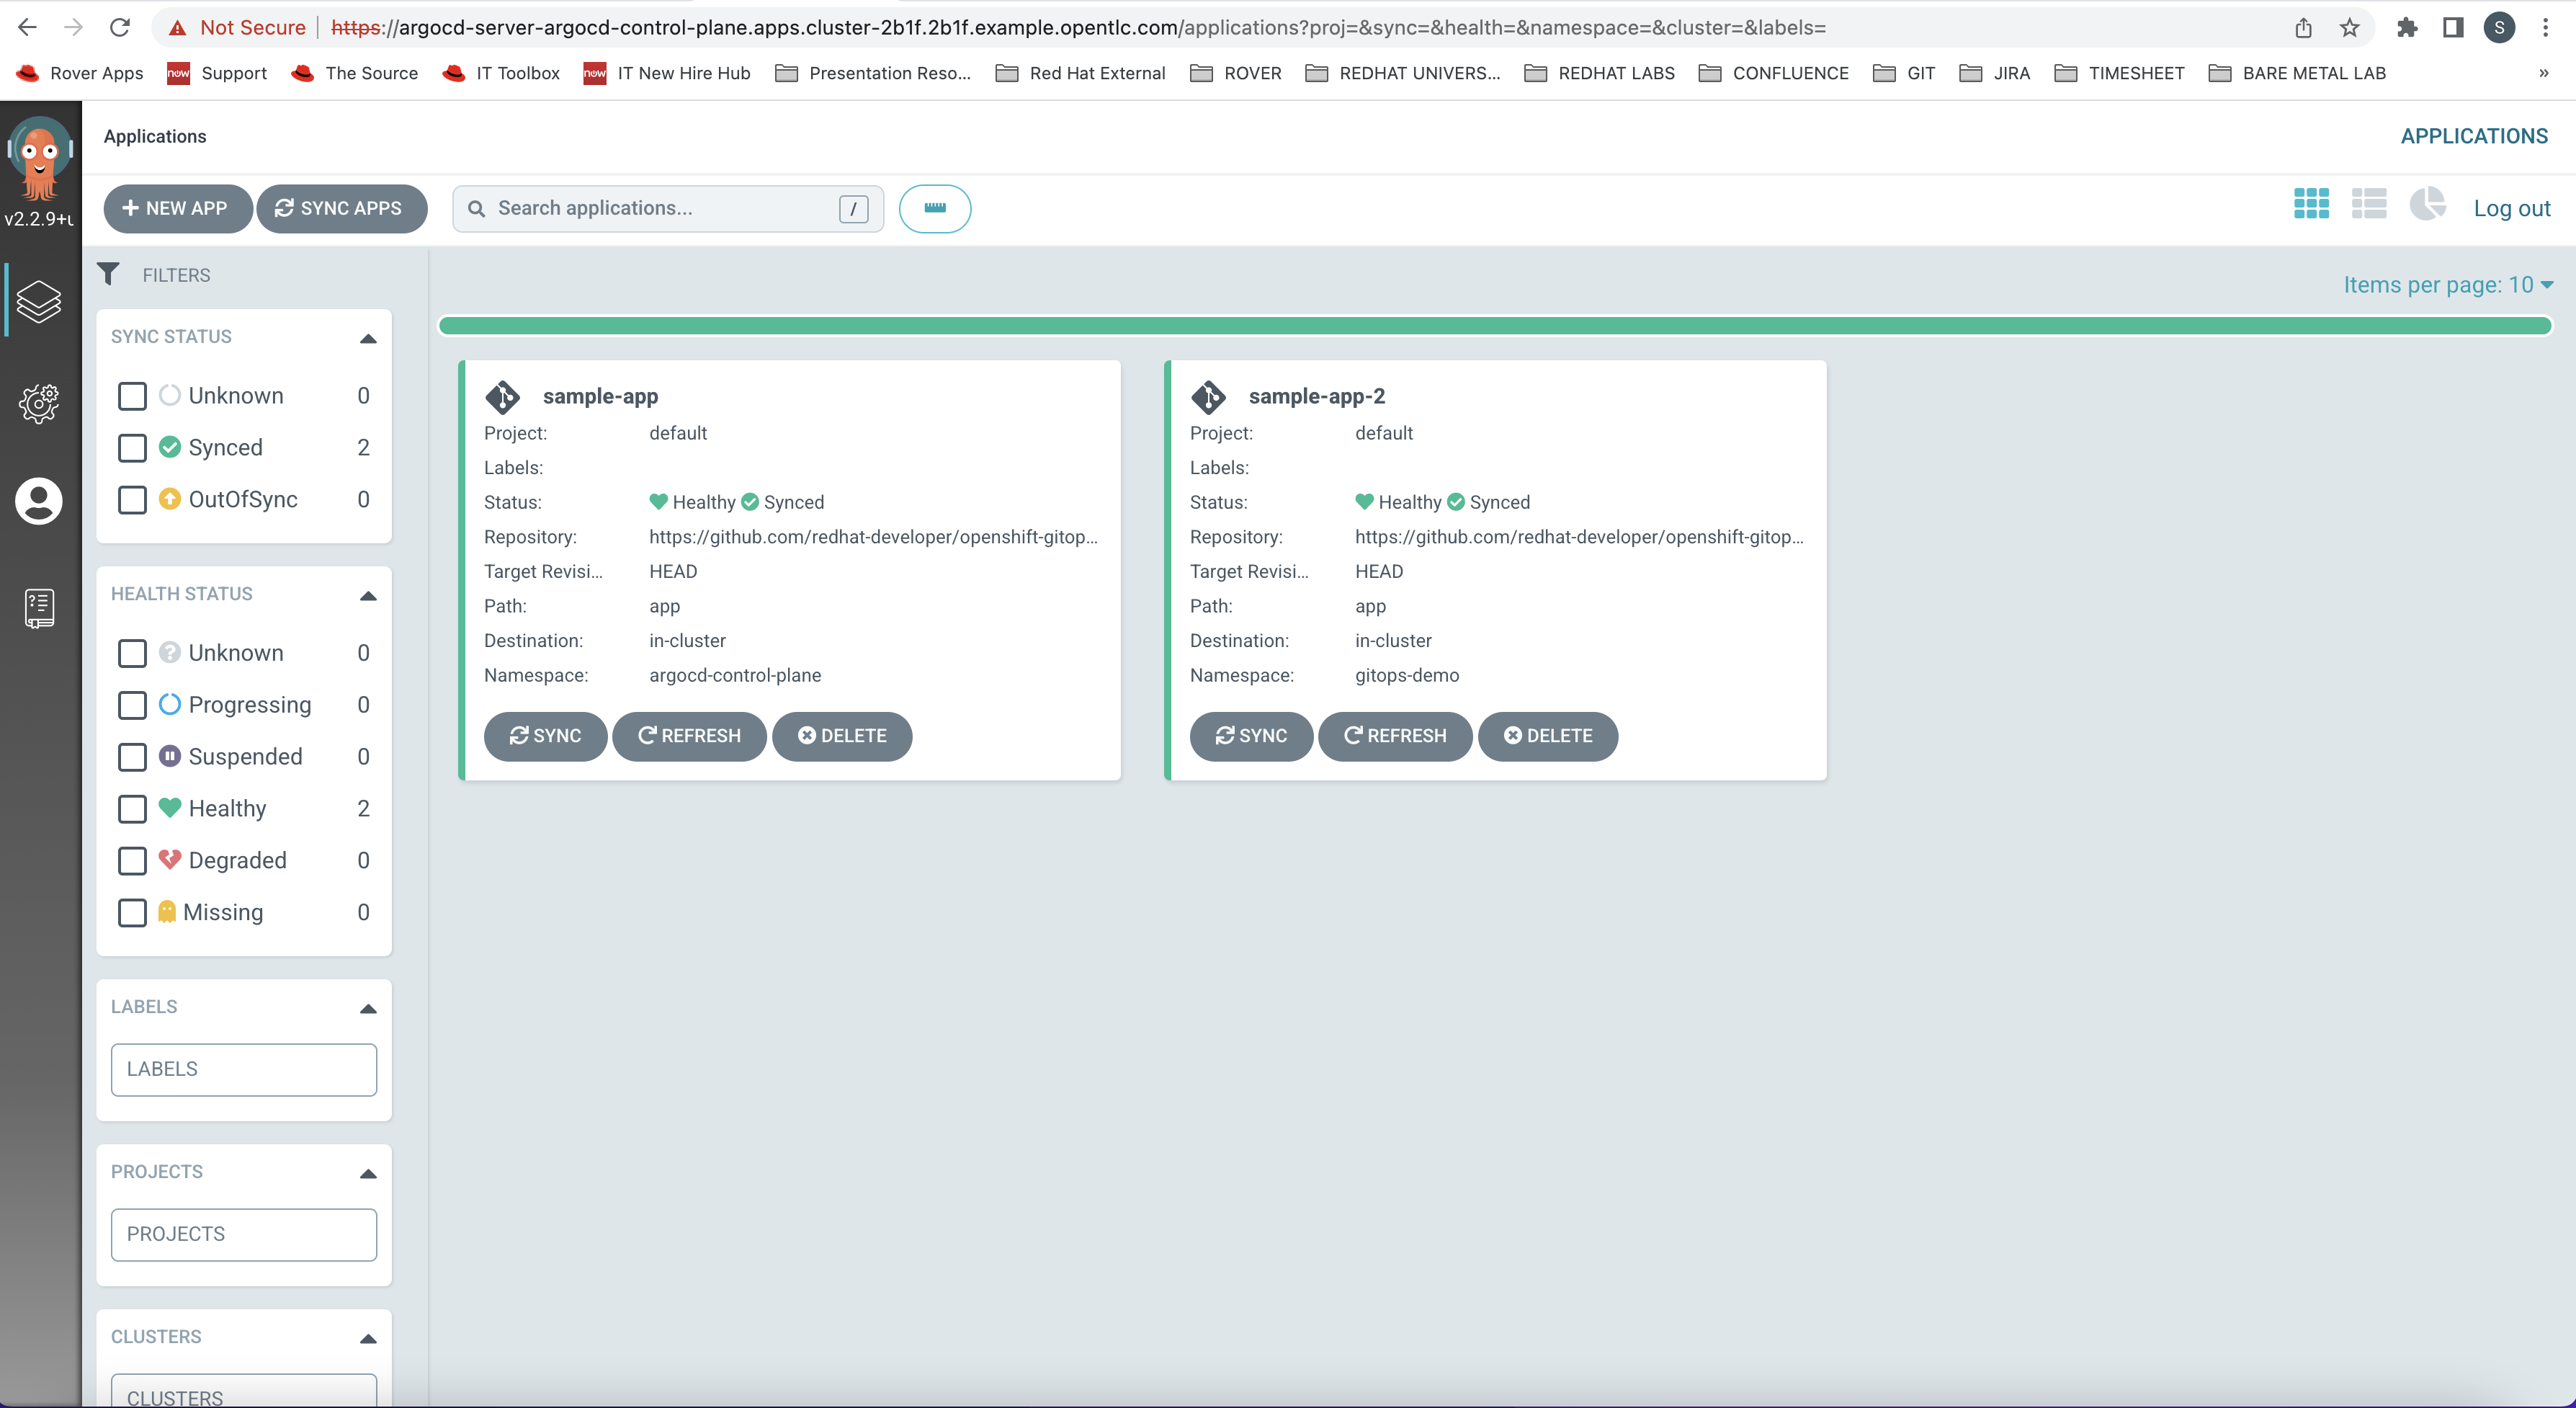 Not Secure https://argocd-server-argocd-control-plane.apps.cluster-2b1f.2b1f.example.opentlc.com/applications?proj=&sync=&health=&namespace=&cluster=&labels= S
Rover Apps now Support The Source IT Toolbox now IT New Hire Hub Presentation Reso... Red Hat External ROVER REDHAT UNIVERS... REDHAT LABS CONFLUENCE GIT JIRA TIMESHEET BARE METAL LAB »
Applications APPLICATIONS
v2.2.9+
NEW APP SYNC APPS Search applications... / Log out
FILTERS
Items per page: 10
SYNC STATUS
Unknown 0
Synced 2
OutOfSync 0
HEALTH STATUS
Unknown 0
Progressing 0
Suspended 0
Healthy 2
Degraded 0
Missing 0
LABELS
LABELS
PROJECTS
PROJECTS
CLUSTERS
CLUSTERS
sample-app
Project: default
Labels:
Status: Healthy Synced
Repository: https://github.com/redhat-developer/openshift-gitop...
Target Revisi... HEAD
Path: app
Destination: in-cluster
Namespace: argocd-control-plane
SYNC REFRESH DELETE
sample-app-2
Project: default
Labels:
Status: Healthy Synced
Repository: https://github.com/redhat-developer/openshift-gitop...
Target Revisi... HEAD
Path: app
Destination: in-cluster
Namespace: gitops-demo
SYNC REFRESH DELETE